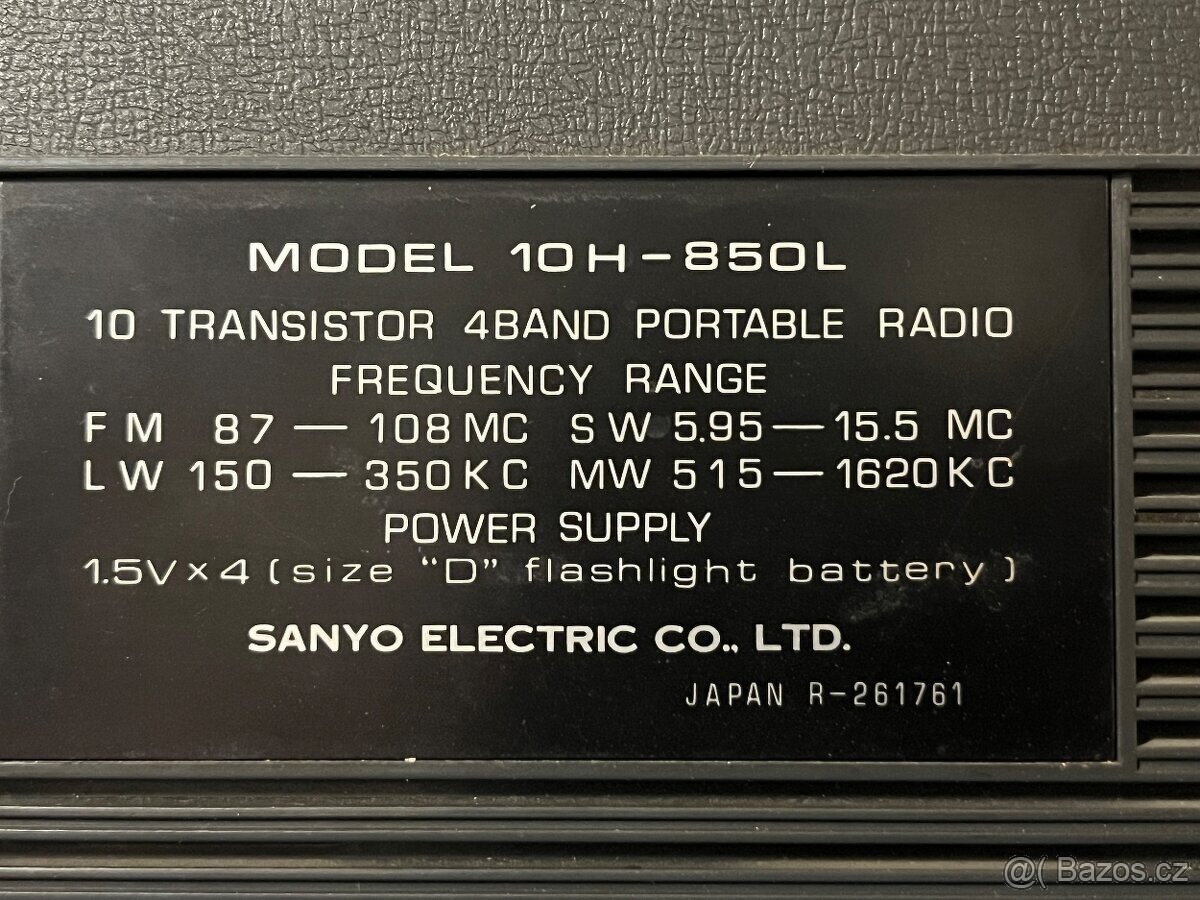 MODEL 10H-850L
10 TRANSISTOR 4BAND PORTABLE RADIO
FREQUENCY RANGE
FM 87 — 108 MC SW 5.95 — 15.5 MC
LW 150 — 350 KC MW 515 — 1620 KC
POWER SUPPLY
1.5V × 4 (size "D" flashlight battery)
SANYO ELECTRIC CO., LTD.
JAPAN R-261761
@( Bazos.cz